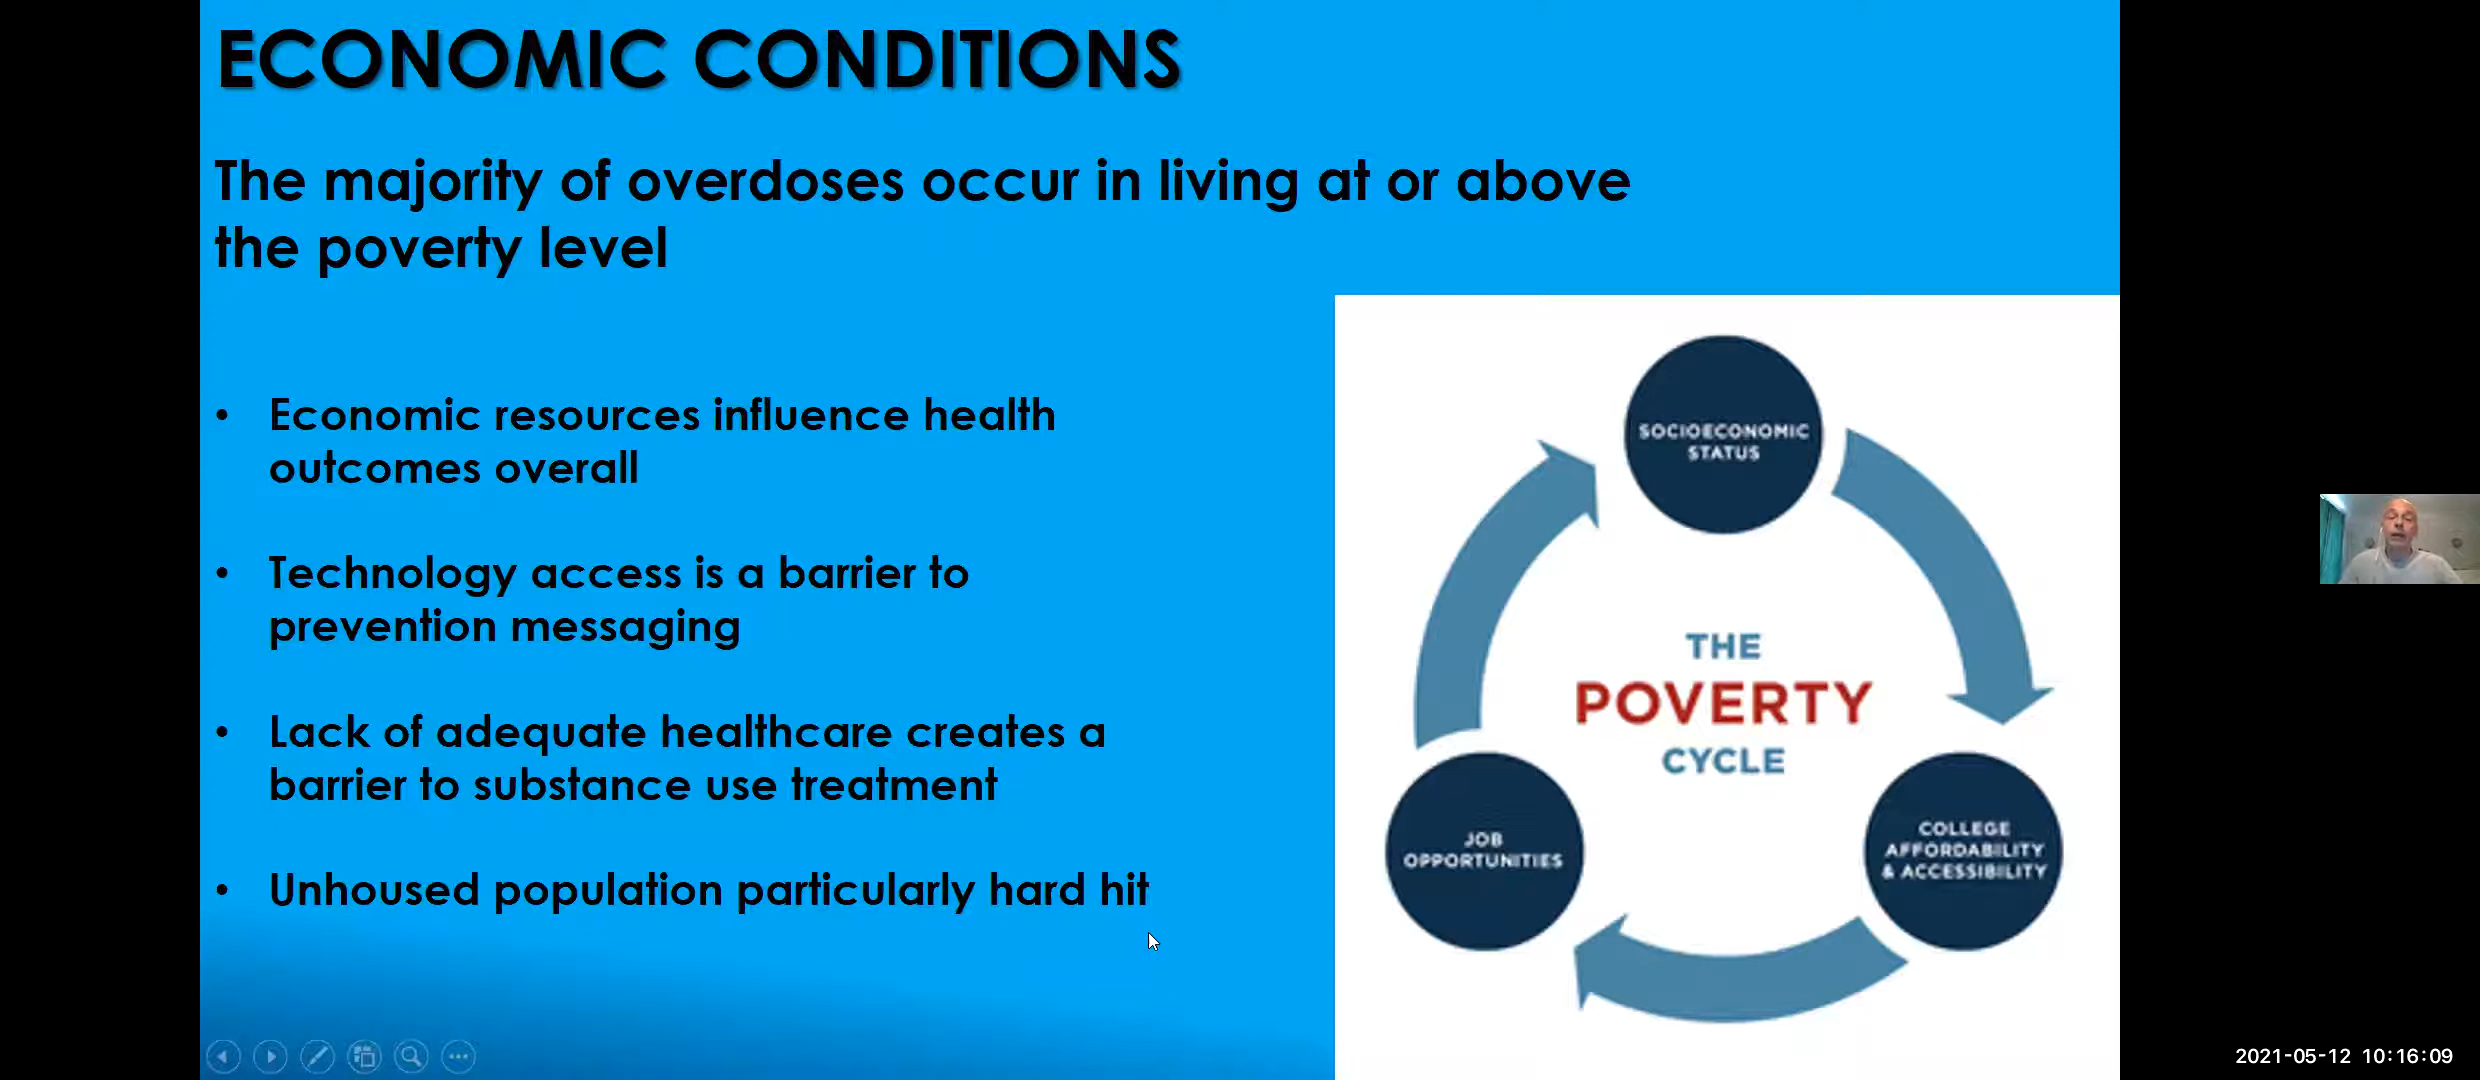 ECONOMIC CONDITIONS
The majority of overdoses occur in living at or above
the poverty level
• Economic resources influence health
outcomes overall
• Technology access is a barrier to
prevention messaging
• Lack of adequate healthcare creates a
barrier to substance use treatment
• Unhoused population particularly hard hit
SOCIOECONOMIC
STATUS
THE
POVERTY
CYCLE
JOB
OPPORTUNITIES
COLLEGE
AFFORDABILITY
& ACCESSIBILITY
2021-05-12 10:16:09